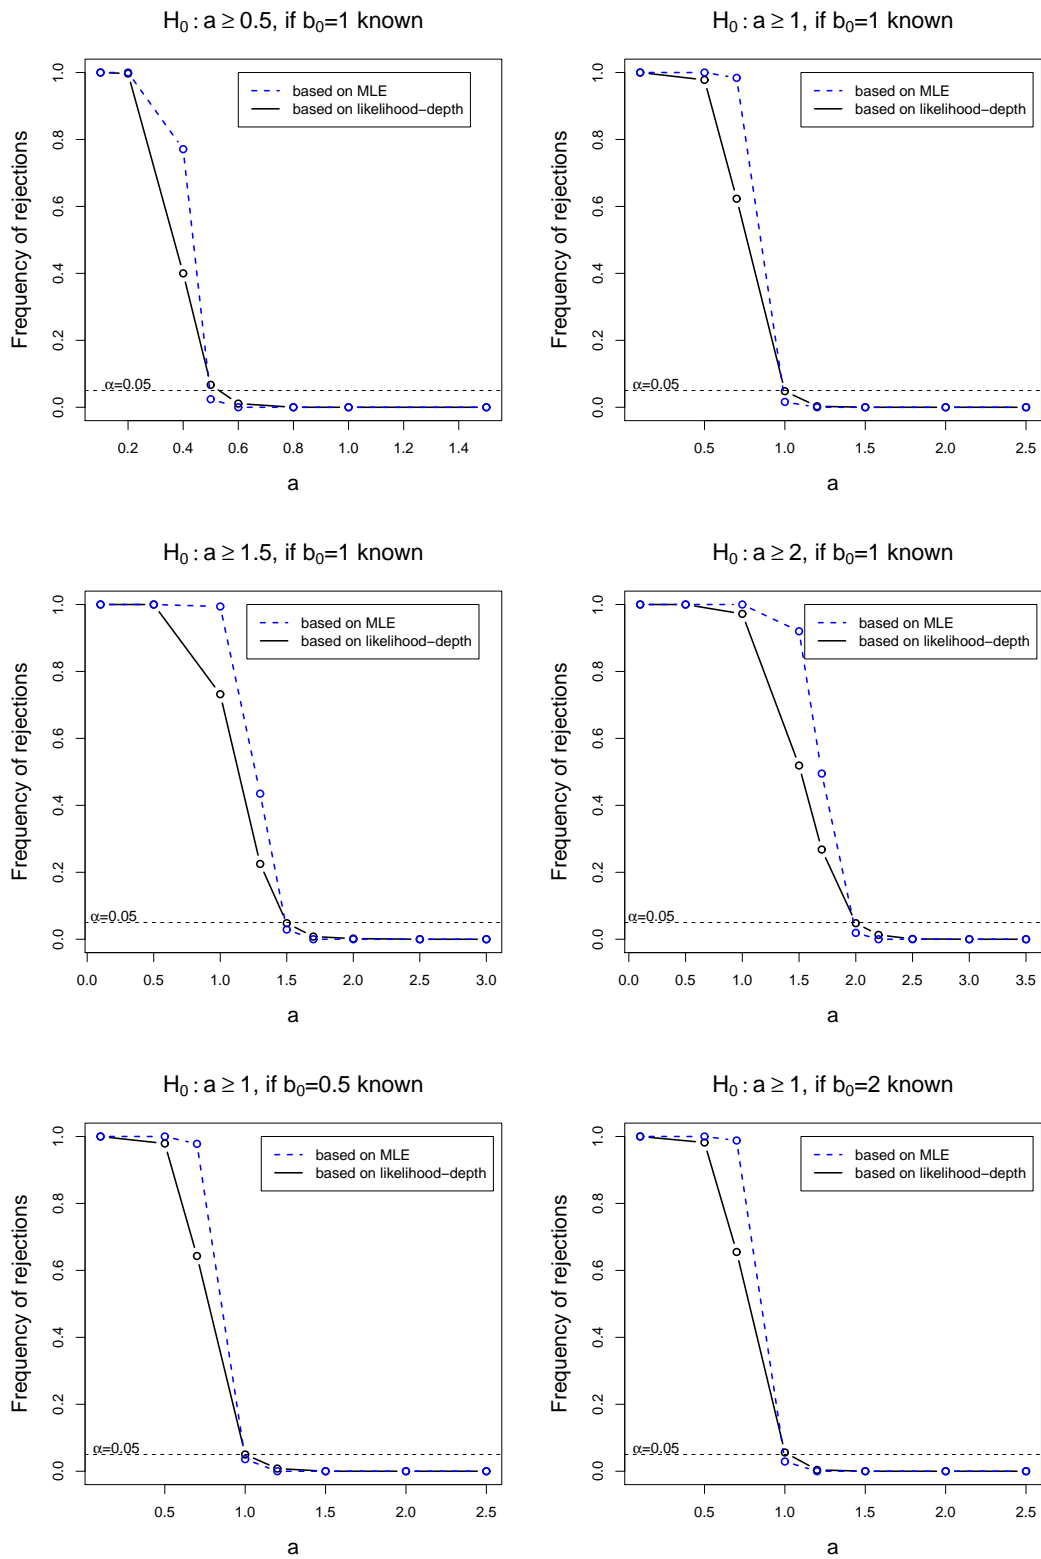 H₀ : a ≥ 0.5, if b₀=1 known
based on MLE
based on likelihood−depth
Frequency of rejections
0.0 0.2 0.4 0.6 0.8 1.0
α=0.05
0.2 0.4 0.6 0.8 1.0 1.2 1.4
a
H₀ : a ≥ 1, if b₀=1 known
based on MLE
based on likelihood−depth
Frequency of rejections
0.0 0.2 0.4 0.6 0.8 1.0
α=0.05
0.5 1.0 1.5 2.0 2.5
a
H₀ : a ≥ 1.5, if b₀=1 known
based on MLE
based on likelihood−depth
Frequency of rejections
0.0 0.2 0.4 0.6 0.8 1.0
α=0.05
0.0 0.5 1.0 1.5 2.0 2.5 3.0
a
H₀ : a ≥ 2, if b₀=1 known
based on MLE
based on likelihood−depth
Frequency of rejections
0.0 0.2 0.4 0.6 0.8 1.0
α=0.05
0.0 0.5 1.0 1.5 2.0 2.5 3.0 3.5
a
H₀ : a ≥ 1, if b₀=0.5 known
based on MLE
based on likelihood−depth
Frequency of rejections
0.0 0.2 0.4 0.6 0.8 1.0
α=0.05
0.5 1.0 1.5 2.0 2.5
a
H₀ : a ≥ 1, if b₀=2 known
based on MLE
based on likelihood−depth
Frequency of rejections
0.0 0.2 0.4 0.6 0.8 1.0
α=0.05
0.5 1.0 1.5 2.0 2.5
a